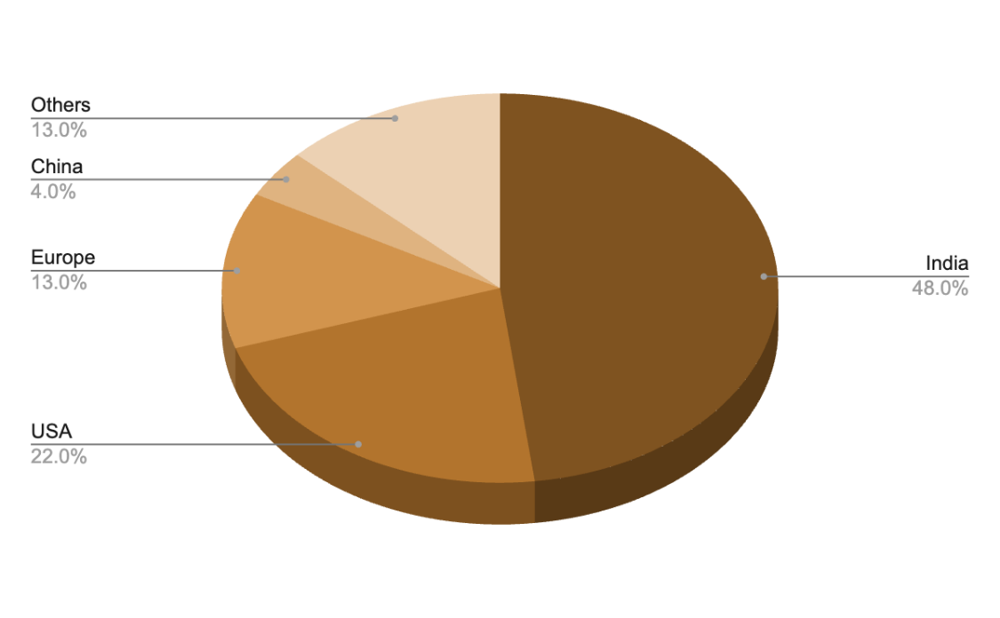 Others
13.0%
China
4.0%
Europe
13.0%
USA
22.0%
India
48.0%